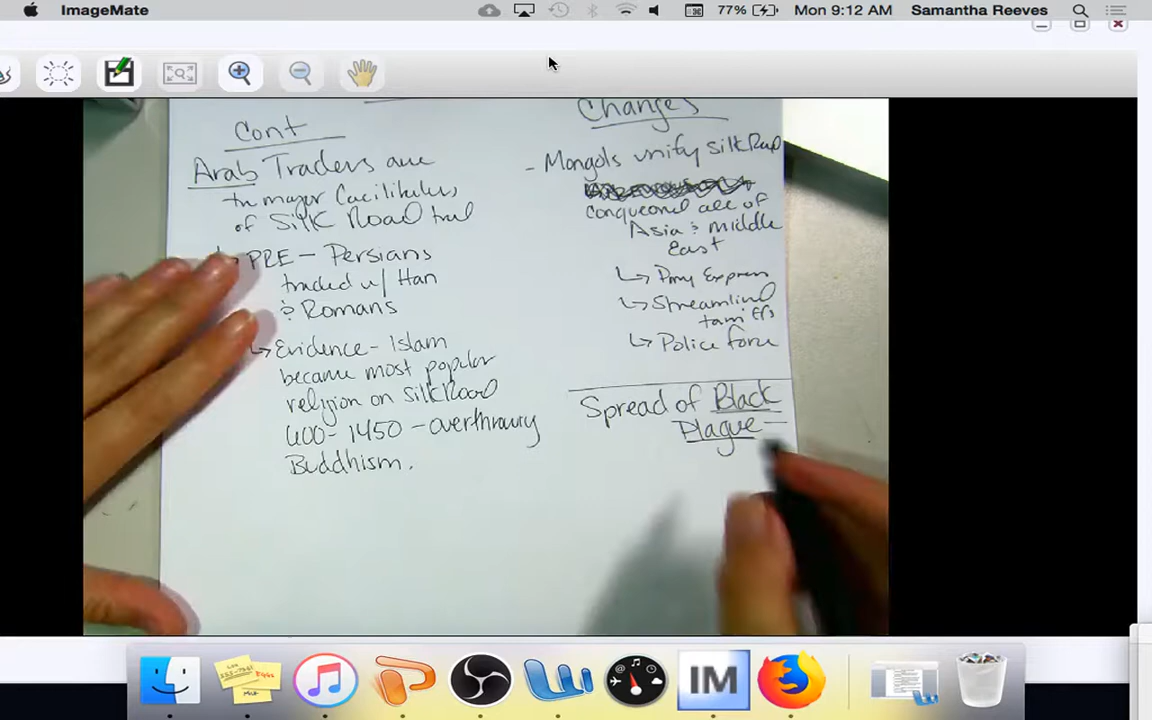 ImageMate
77%
Mon 9:12 AM
Samantha Reeves
Cont
Arab Traders are
the major facilitators
of Silk Road trad
PRE - Persians
traded w/ Han
& Romans
Evidence - Islam
became most popular
religion on Silk Road
600-1450 - overthrowing
Buddhism.
Changes
- Mongols unify silk Road
conquered all of
Asia & middle
East
Pony Express
Streamlined
tariffs
Police force
Spread of Black
Plague -
IM